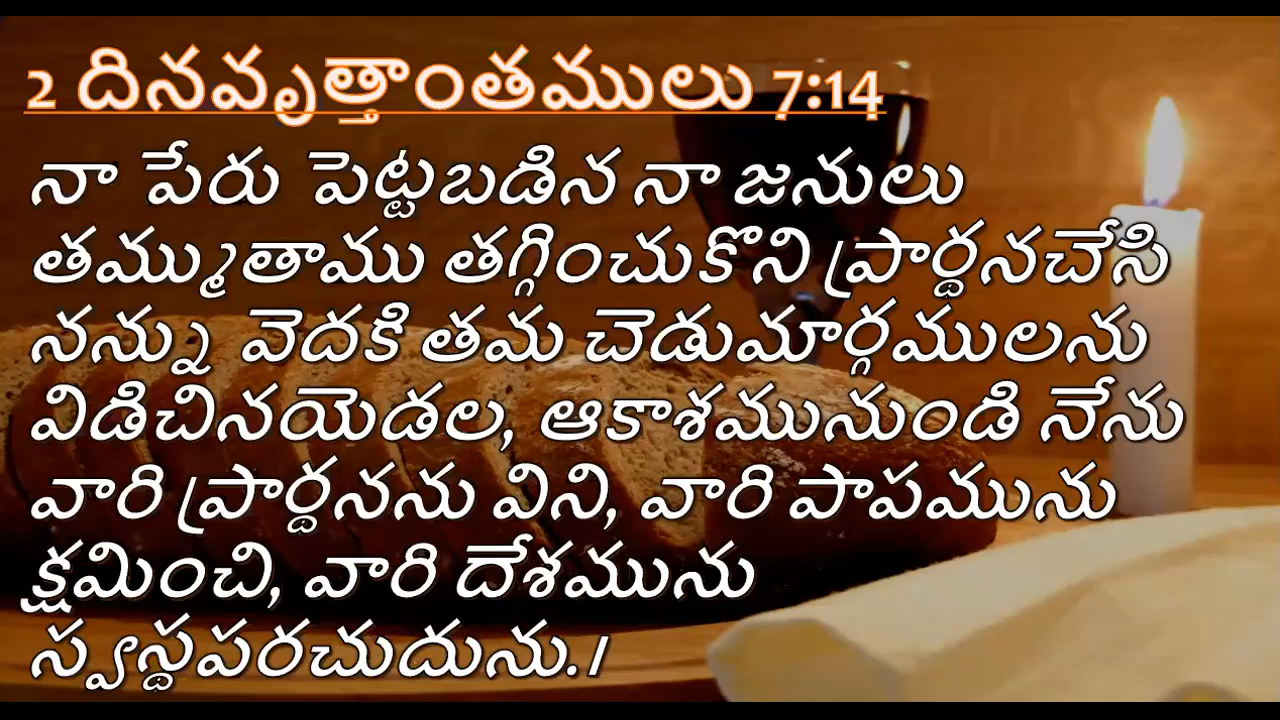 2 దినవృత్తాంతములు 7:14
నా పేరు పెట్టబడిన నా జనులు
తమ్ముతాము తగ్గించుకొని ప్రార్థనచేసి
నన్ను వెదకి తమ చెడుమార్గములను
విడిచినయెడల, ఆకాశమునుండి నేను
వారి ప్రార్థనను విని, వారి పాపమును
క్షమించి, వారి దేశమును
స్వస్థపరచుదును./